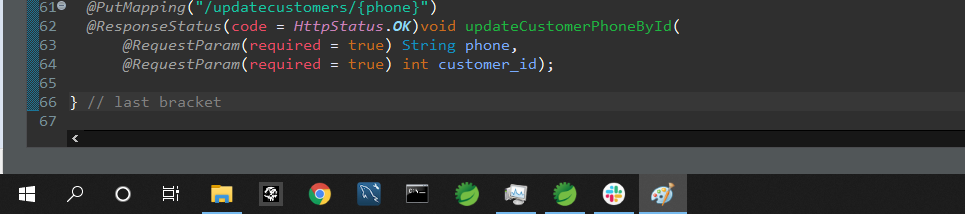 61 @PutMapping("/updatecustomers/{phone}")
62 @ResponseStatus(code = HttpStatus.OK)void updateCustomerPhoneById(
63 @RequestParam(required = true) String phone,
64 @RequestParam(required = true) int customer_id);
65
66 } // last bracket
67